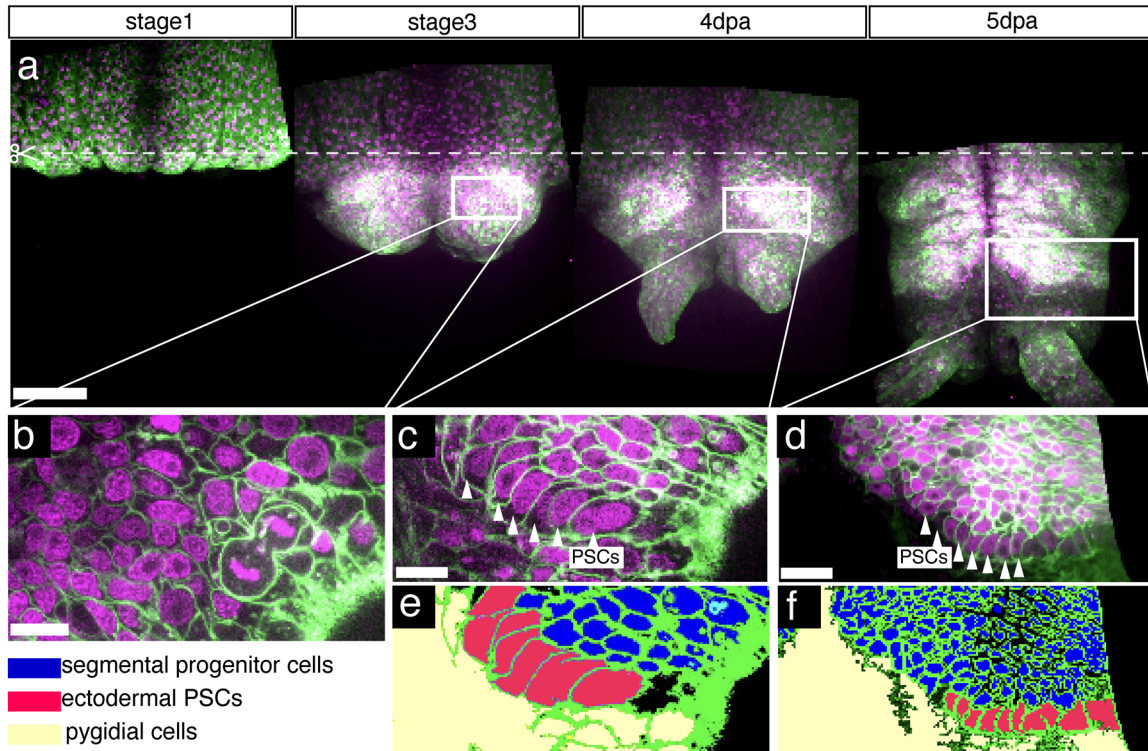 stage1 stage3 4dpa 5dpa
a
b c d
PSCs PSCs
e f
segmental progenitor cells
ectodermal PSCs
pygidial cells